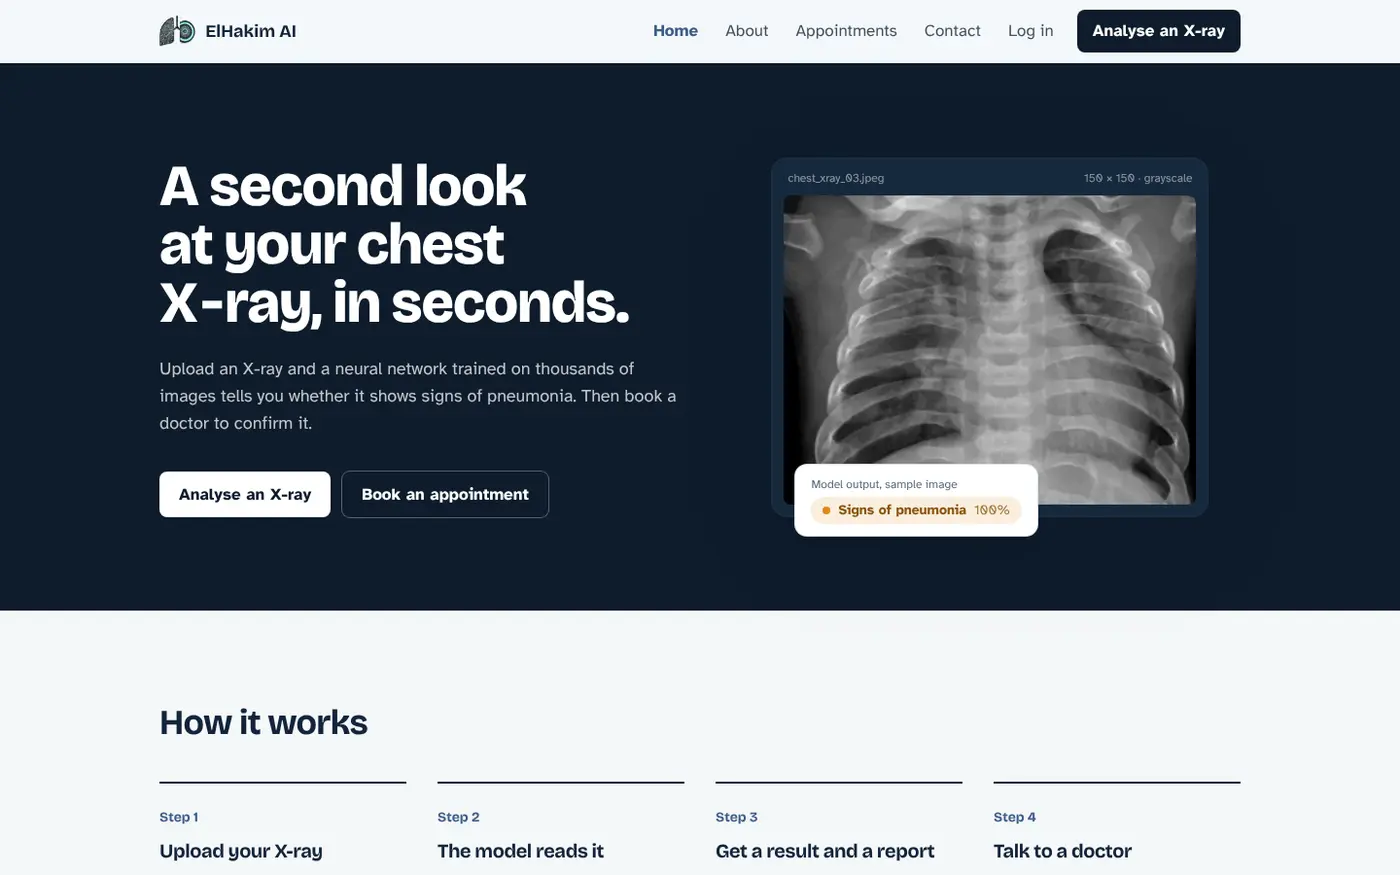 ElHakim AI
Home About Appointments Contact Log in Analyse an X-ray
A second look
at your chest
X-ray, in seconds.
Upload an X-ray and a neural network trained on thousands of
images tells you whether it shows signs of pneumonia. Then book a
doctor to confirm it.
Analyse an X-ray Book an appointment
chest_xray_03.jpeg 150 × 150 · grayscale
Model output, sample image
Signs of pneumonia 100%
How it works
Step 1
Upload your X-ray
Step 2
The model reads it
Step 3
Get a result and a report
Step 4
Talk to a doctor